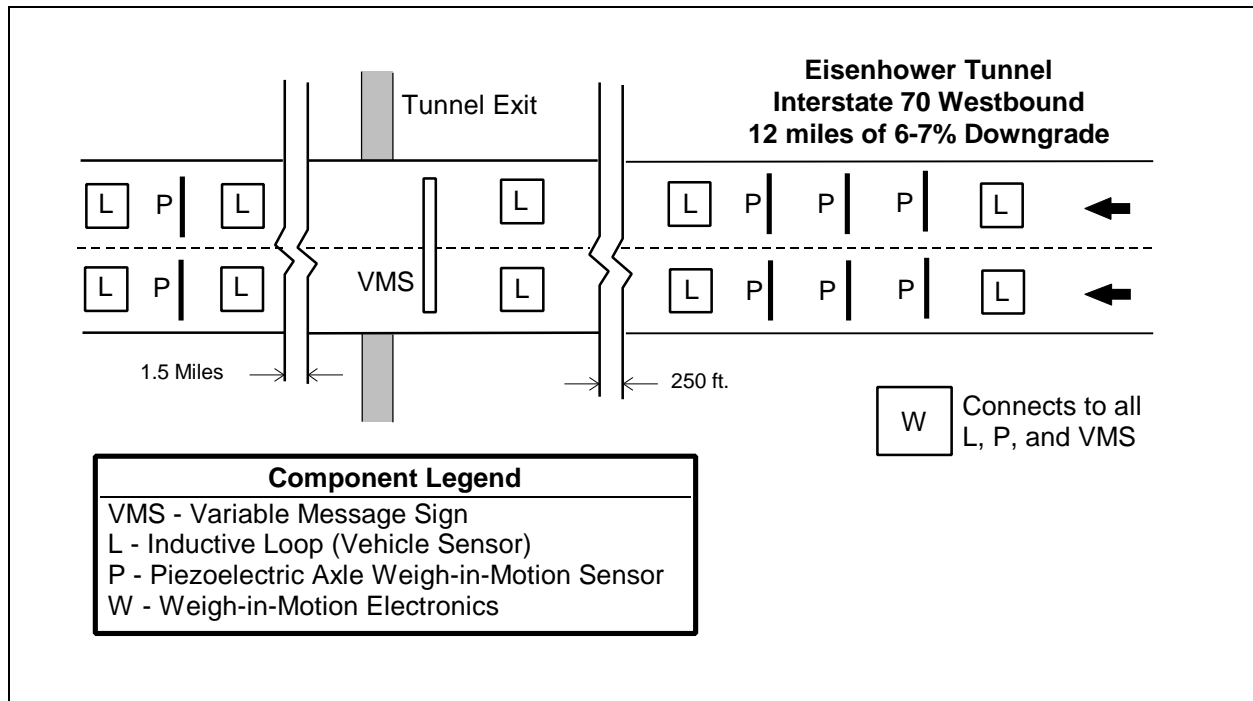 Eisenhower Tunnel
Interstate 70 Westbound
12 miles of 6-7% Downgrade
Tunnel Exit
L P L L L P P P L
VMS
L P L L L P P P L
1.5 Miles
250 ft.
W
Connects to all
L, P, and VMS
Component Legend
VMS - Variable Message Sign
L - Inductive Loop (Vehicle Sensor)
P - Piezoelectric Axle Weigh-in-Motion Sensor
W - Weigh-in-Motion Electronics